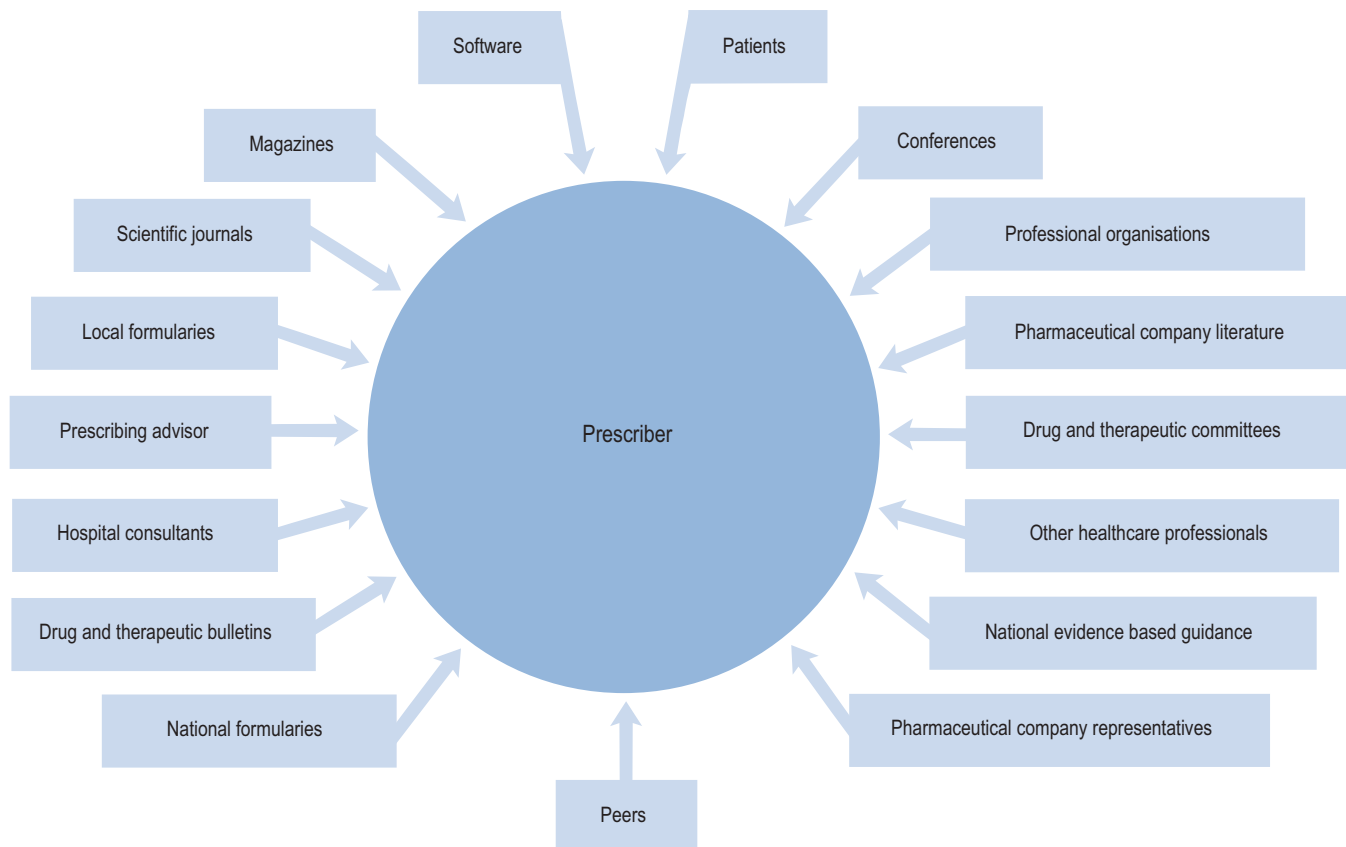 Software
Patients
Magazines
Conferences
Scientific journals
Professional organisations
Local formularies
Pharmaceutical company literature
Prescribing advisor
Prescriber
Drug and therapeutic committees
Hospital consultants
Other healthcare professionals
Drug and therapeutic bulletins
National evidence based guidance
National formularies
Pharmaceutical company representatives
Peers